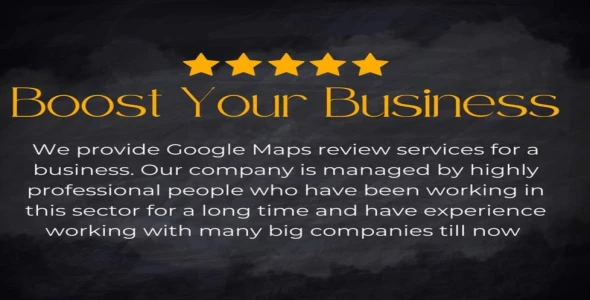 Boost Your Business
We provide Google Maps review services for a
business. Our company is managed by highly
professional people who have been working in
this sector for a long time and have experience
working with many big companies till now